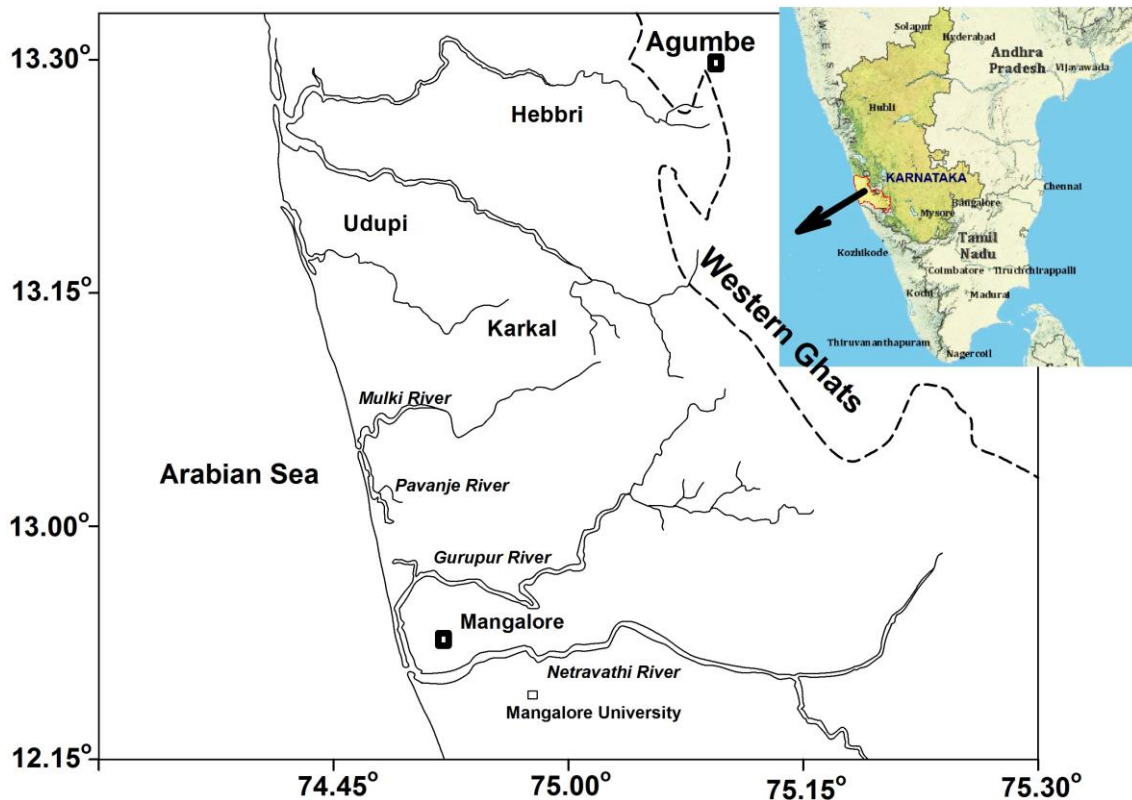 13.30°
13.15°
13.00°
12.15°
74.45°
75.00°
75.15°
75.30°
Agumbe
Hebbri
Udupi
Karkal
Western Ghats
Mulki River
Arabian Sea
Pavanje River
Gurupur River
Mangalore
Netravathi River
Mangalore University
Solapur
Hyderabad
Andhra
Pradesh
Vijayawada
Hubli
KARNATAKA
Chennai
Bangalore
Mysore
Tamil
Nadu
Kozhikode
Coimbatore
Tiruchchirappalli
Kochi
Madurai
Thiruvananthapuram
Nagercoil